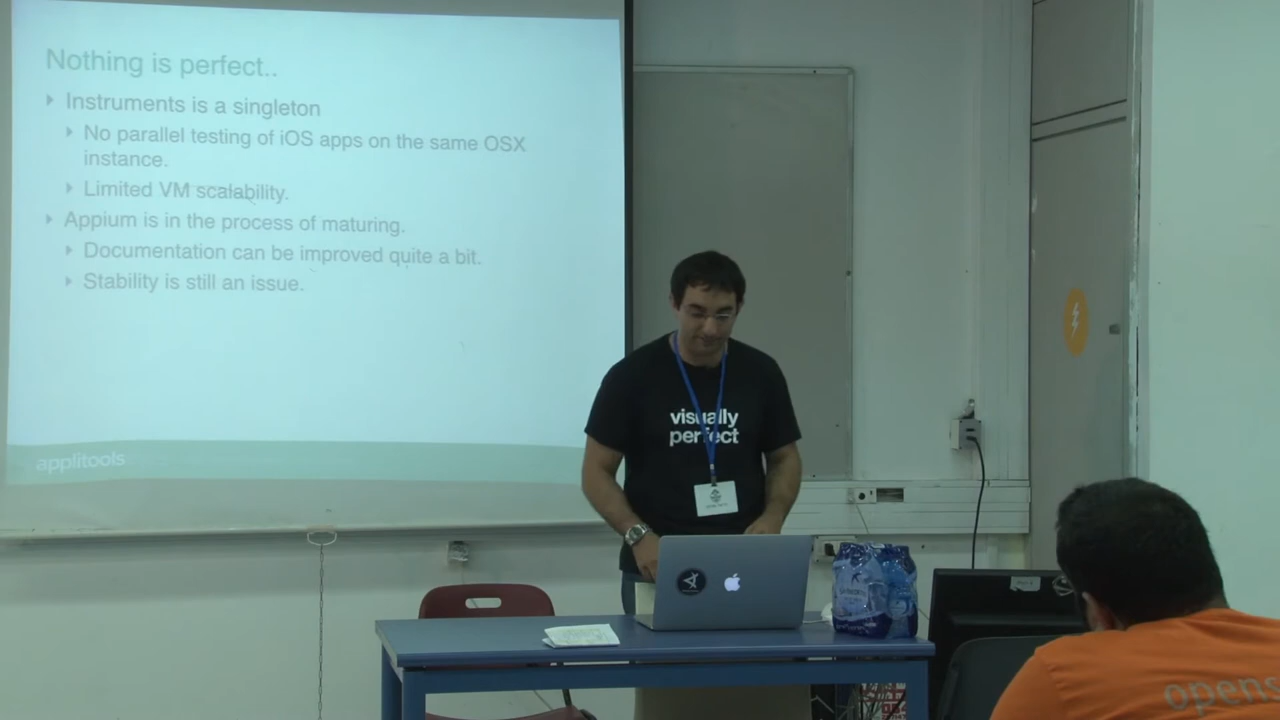 Nothing is perfect..
Instruments is a singleton
No parallel testing of iOS apps on the same OSX
instance.
Limited VM scalability.
Appium is in the process of maturing.
Documentation can be improved quite a bit.
Stability is still an issue.
applitools
visually
perfect
opens